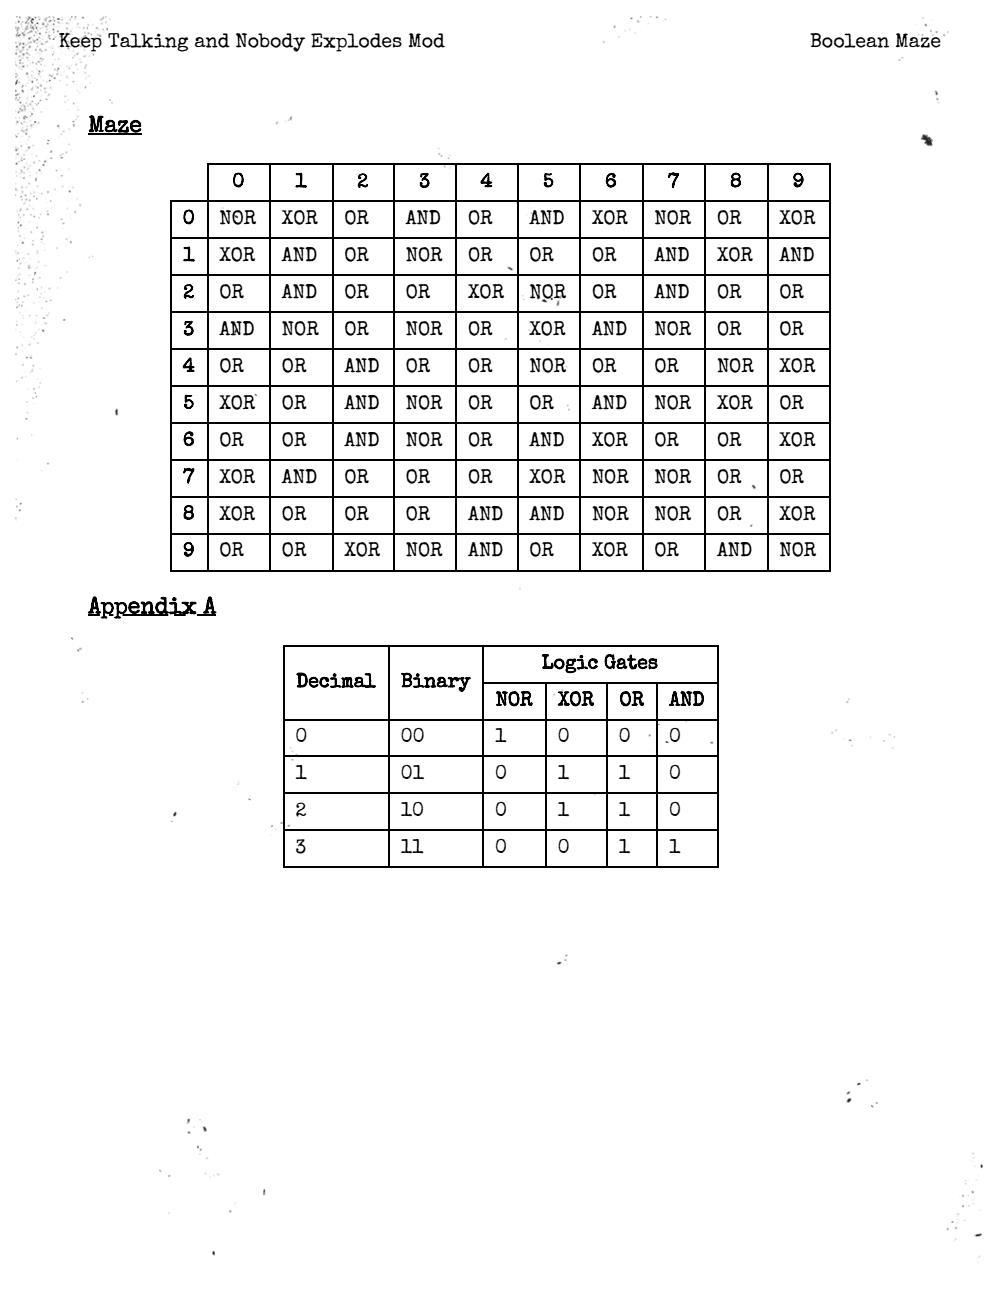 Keep Talking and Nobody Explodes Mod Boolean Maze
Maze
0 1 2 3 4 5 6 7 8 9
0 NOR XOR OR AND OR AND XOR NOR OR XOR
1 XOR AND OR NOR OR OR OR AND XOR AND
2 OR AND OR OR XOR NOR OR AND OR OR
3 AND NOR OR NOR OR XOR AND NOR OR OR
4 OR OR AND OR OR NOR OR OR NOR XOR
5 XOR OR AND NOR OR OR AND NOR XOR OR
6 OR OR AND NOR OR AND XOR OR OR XOR
7 XOR AND OR OR OR XOR NOR NOR OR OR
8 XOR OR OR OR AND AND NOR NOR OR XOR
9 OR OR XOR NOR AND OR XOR OR AND NOR
Appendix A
Decimal Binary Logic Gates
NOR XOR OR AND
0 00 1 0 0 0
1 01 0 1 1 0
2 10 0 1 1 0
3 11 0 0 1 1